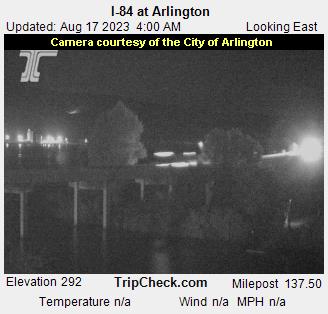 I-84 at Arlington
Updated: Aug 17 2023 4:00 AM Looking East
Camera courtesy of the City of Arlington
Elevation 292 TripCheck.com Milepost 137.50
Temperature n/a Wind n/a MPH n/a